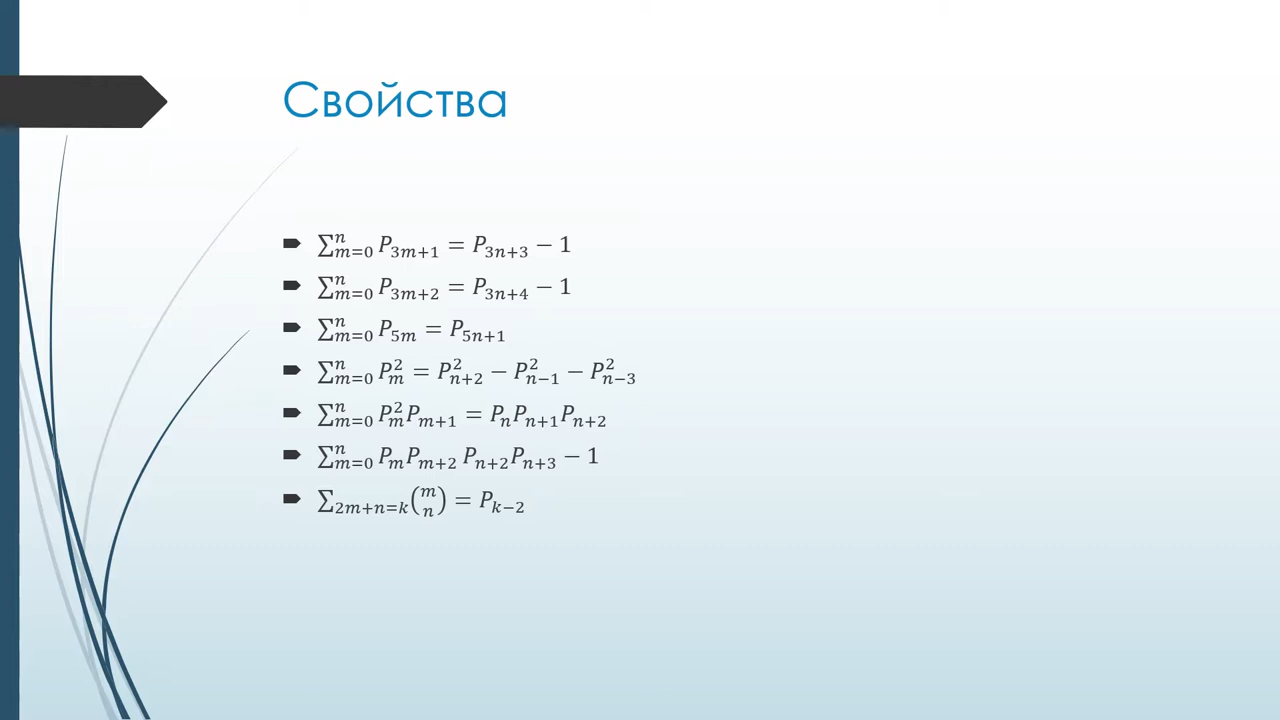 Свойства
∑_{m=0}^{n} P_{3m+1} = P_{3n+3} − 1
∑_{m=0}^{n} P_{3m+2} = P_{3n+4} − 1
∑_{m=0}^{n} P_{5m} = P_{5n+1}
∑_{m=0}^{n} P_m^2 = P_{n+2}^2 − P_{n−1}^2 − P_{n−3}^2
∑_{m=0}^{n} P_m^2 P_{m+1} = P_n P_{n+1} P_{n+2}
∑_{m=0}^{n} P_m P_{m+2} P_{n+2} P_{n+3} − 1
∑_{2m+n=k} \binom{m}{n} = P_{k−2}